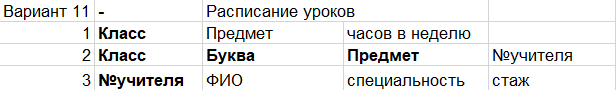 Вариант 11 - Расписание уроков
1 Класс Предмет часов в неделю
2 Класс Буква Предмет №учителя
3 №учителя ФИО специальность стаж